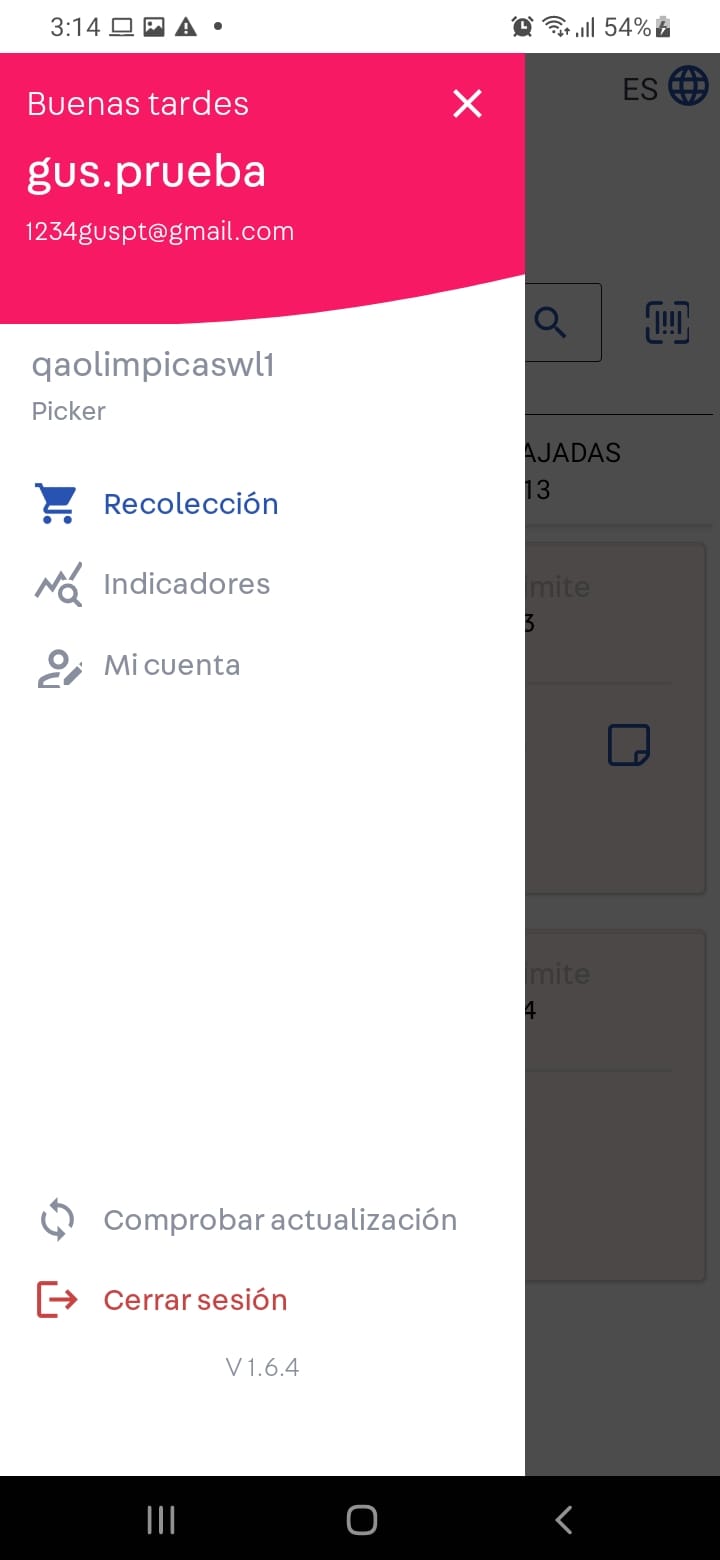 3:14
54%
Buenas tardes
ES
gus.prueba
1234guspt@gmail.com
qaolimpicaswl1
Picker
AJADAS
13
Recolección
Indicadores
mite
3
Mi cuenta
mite
4
Comprobar actualización
Cerrar sesión
V 1.6.4